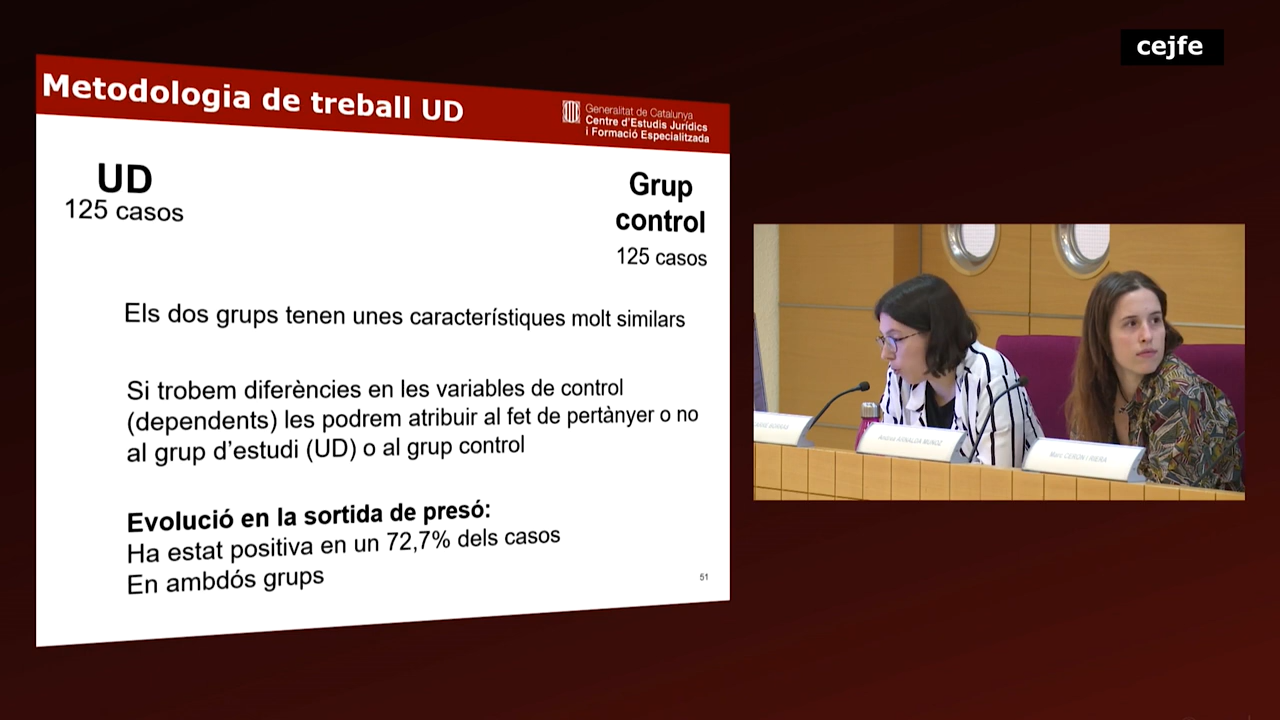 cejfe
Metodologia de treball UD
Generalitat de Catalunya
Centre d'Estudis Jurídics
i Formació Especialitzada
UD
125 casos
Grup
control
125 casos
Els dos grups tenen unes característiques molt similars
Si trobem diferències en les variables de control
(dependents) les podrem atribuir al fet de pertànyer o no
al grup d'estudi (UD) o al grup control
Evolució en la sortida de presó:
Ha estat positiva en un 72,7% dels casos
En ambdós grups
51